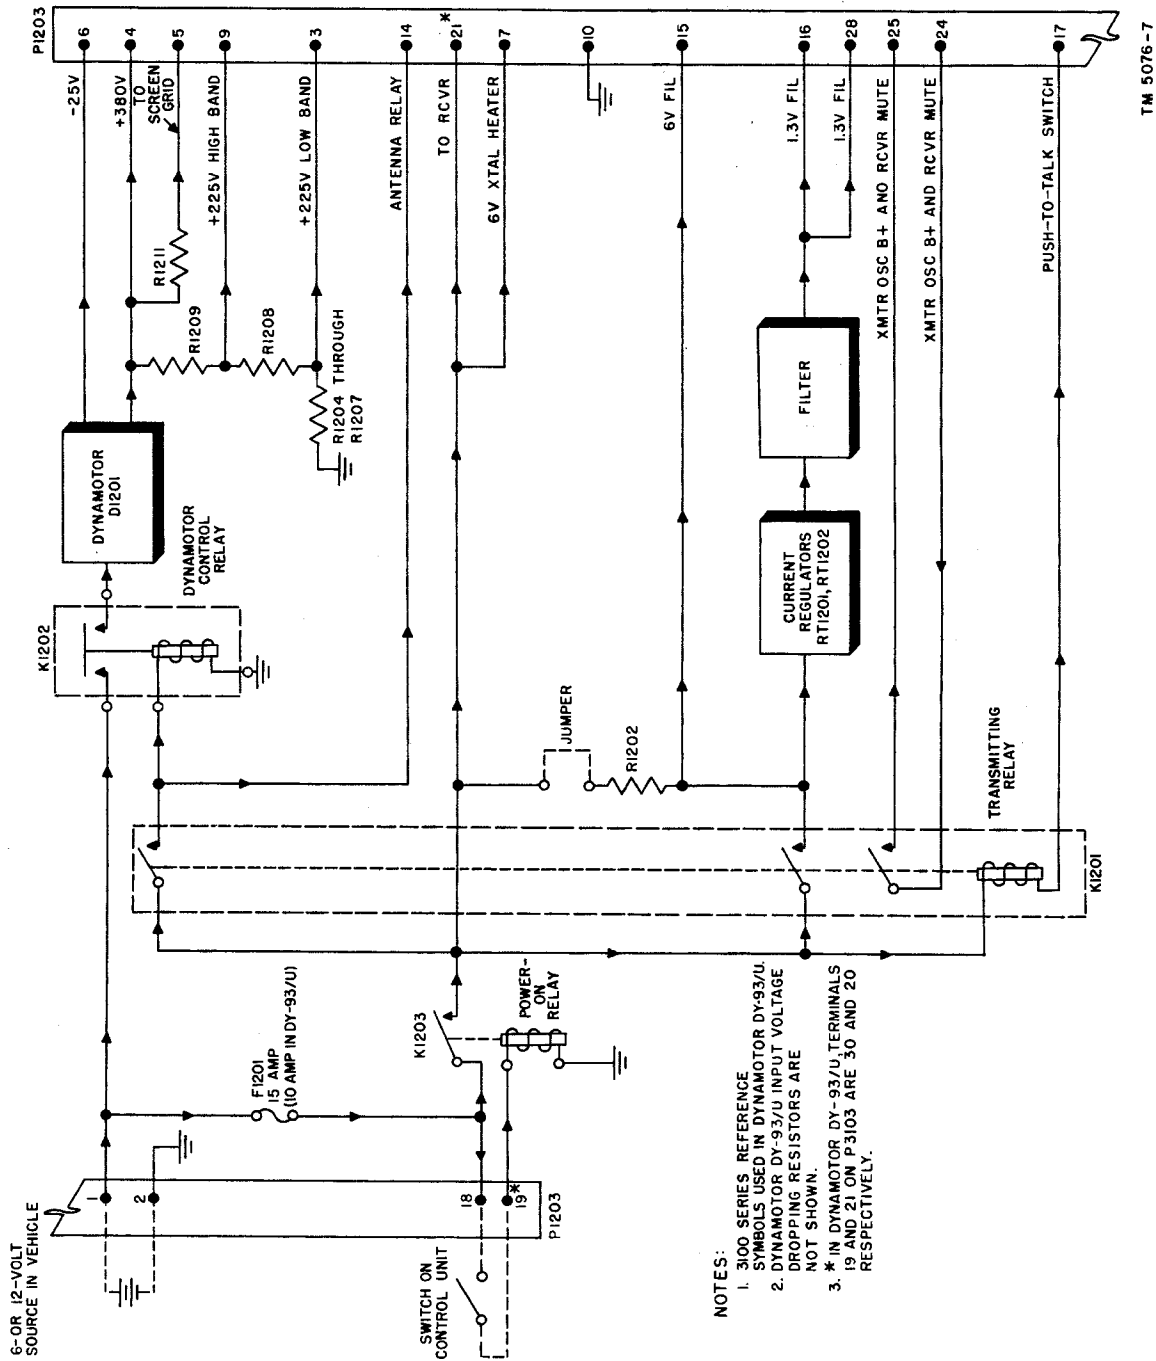 6-OR 12-VOLT
SOURCE IN VEHICLE
1
2
18
19*
P1203
SWITCH ON
CONTROL UNIT
F1201
15 AMP
(10 AMP IN DY-93/U)
K1203
POWER-
ON
RELAY
K1202
DYNAMOTOR
CONTROL
RELAY
DYNAMOTOR
D1201
R1211
R1209
R1208
R1204 THROUGH
R1207
JUMPER
R1202
CURRENT
REGULATORS
RT1201, RT1202
FILTER
TRANSMITTING
RELAY
K1201
P1203
6
-25V
4
+380V
5
TO
SCREEN
GRID
9
+225V HIGH BAND
3
+225V LOW BAND
14
ANTENNA RELAY
21 *
TO RCVR
7
6V XTAL HEATER
10
15
6V FIL
16
1.3V FIL
28
1.3V FIL
25
XMTR OSC B+ ANO RCVR MUTE
24
XMTR OSC B+ AND RCVR MUTE
17
PUSH-TO-TALK SWITCH
NOTES:
1. 3100 SERIES REFERENCE
SYMBOLS USED IN DYNAMOTOR DY-93/U.
2. DYNAMOTOR DY-93/U INPUT VOLTAGE
DROPPING RESISTORS ARE
NOT SHOWN.
3. * IN DYNAMOTOR DY-93/U, TERMINALS
19 AND 21 ON P3103 ARE 30 AND 20
RESPECTIVELY.
TM 5076-7